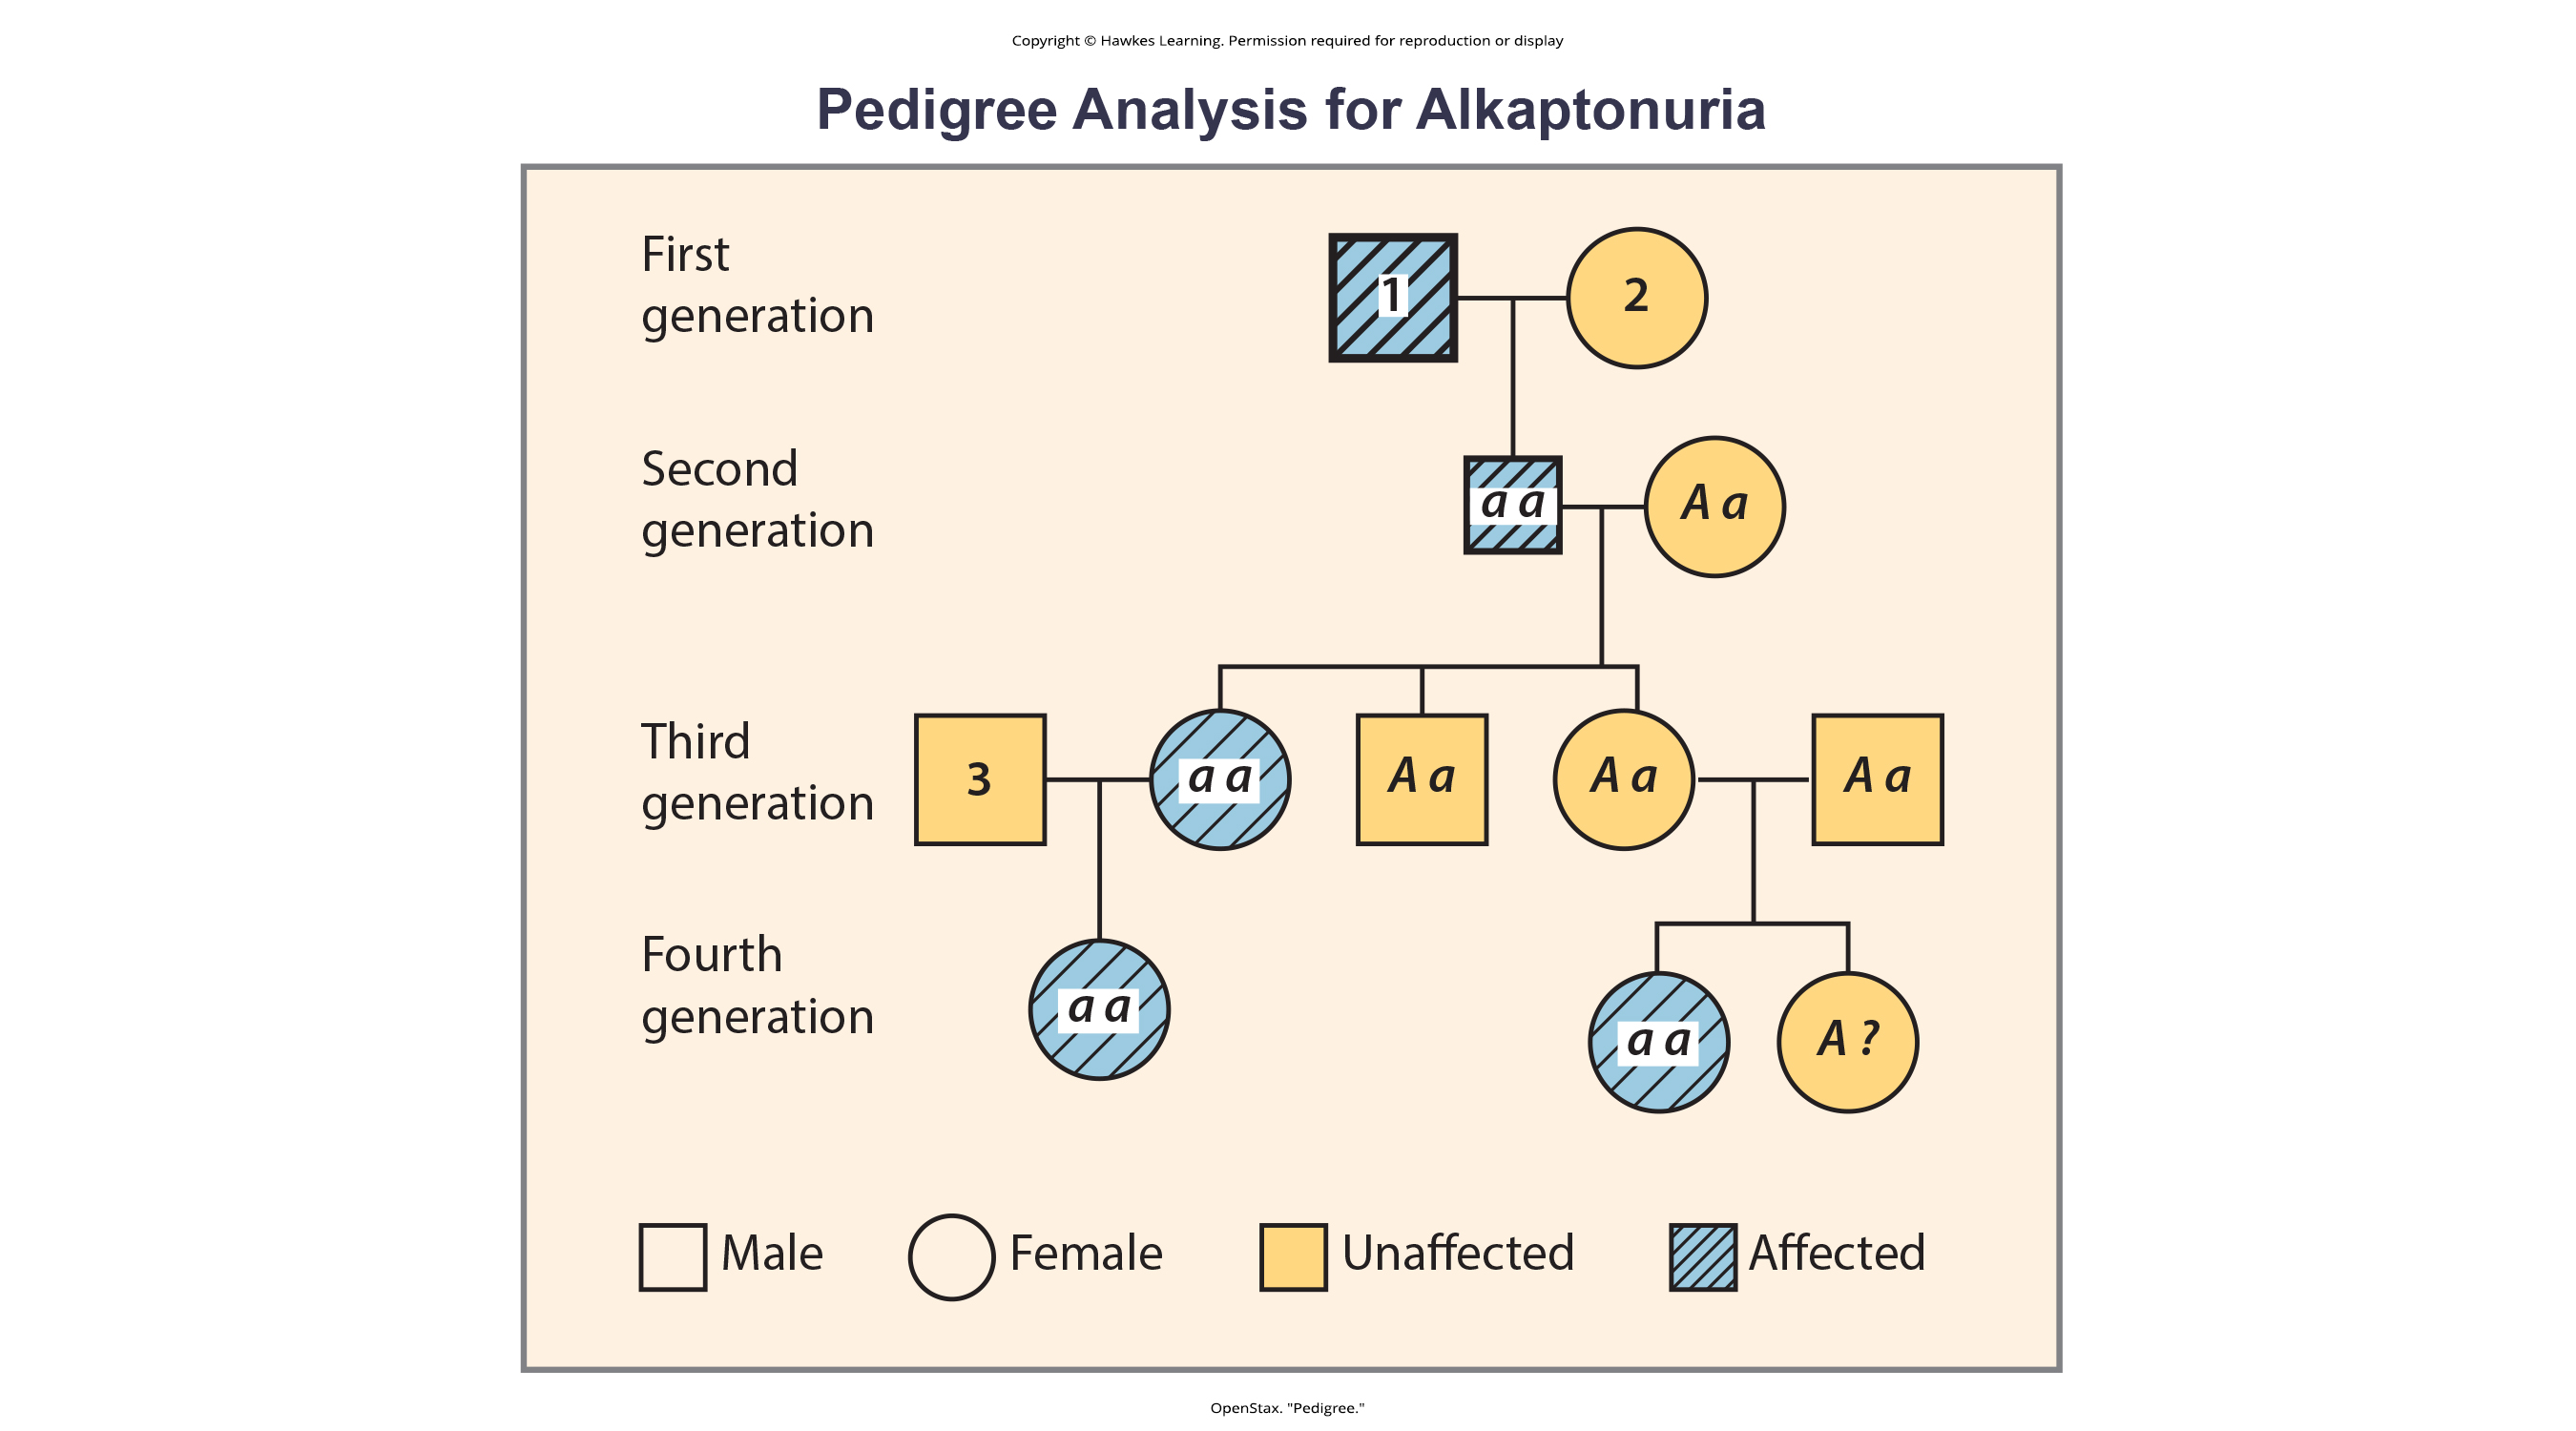 Copyright © Hawkes Learning. Permission required for reproduction or display
Pedigree Analysis for Alkaptonuria
First
generation
1
2
Second
generation
a a
A a
Third
generation
3
a a
A a
A a
A a
Fourth
generation
a a
a a
A ?
Male
Female
Unaffected
Affected
OpenStax. "Pedigree."